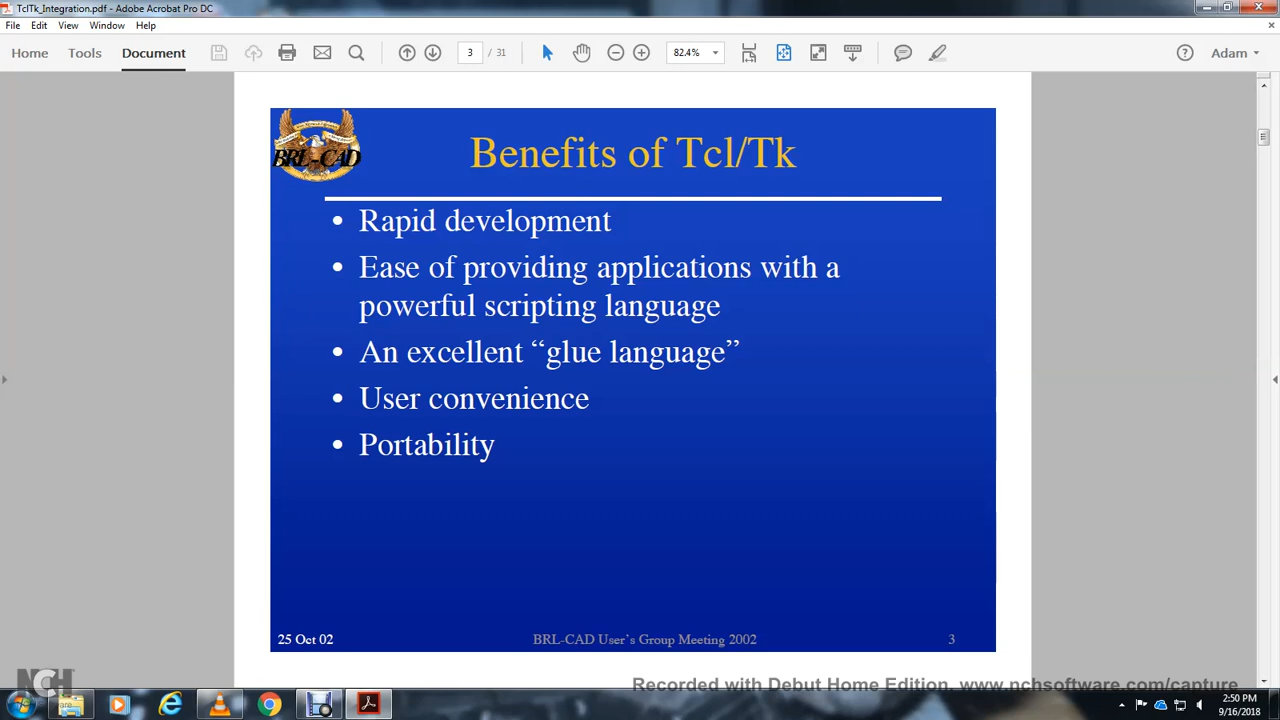 TclTk_Integration.pdf - Adobe Acrobat Pro DC
File Edit View Window Help
Home Tools Document 3 / 31 82.4% Adam
BRL-CAD
Benefits of Tcl/Tk
• Rapid development
• Ease of providing applications with a
powerful scripting language
• An excellent “glue language”
• User convenience
• Portability
25 Oct 02 BRL-CAD User’s Group Meeting 2002 3
NCH
Recorded with Debut Home Edition. www.nchsoftware.com/capture
2:50 PM
9/16/2018